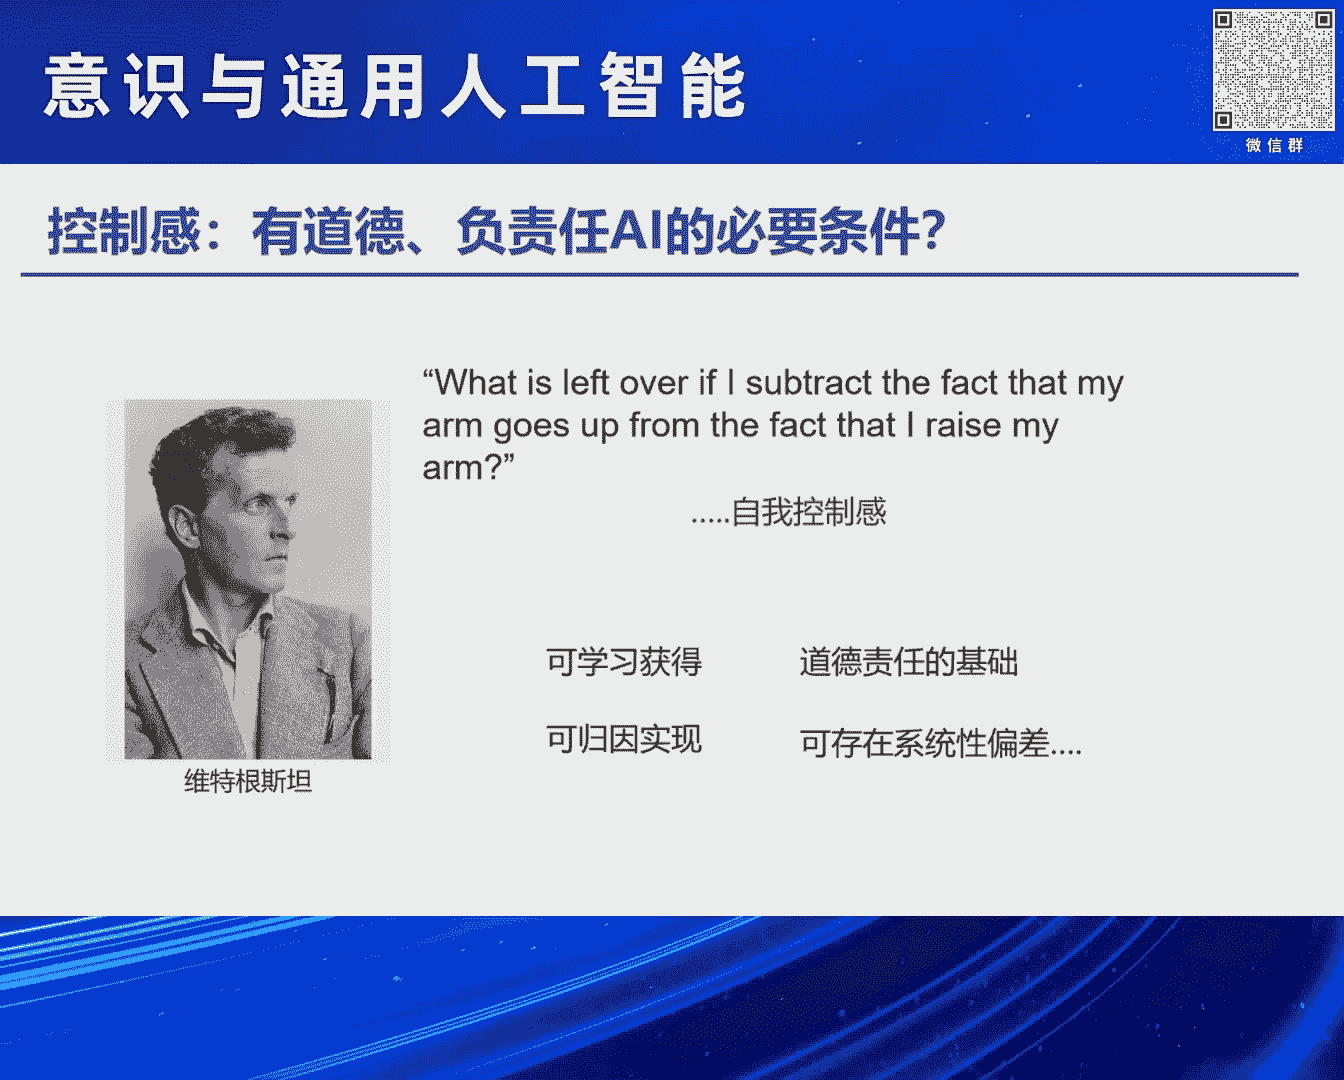 意识与通用人工智能
微信群
控制感：有道德、负责任AI的必要条件？
“What is left over if I subtract the fact that my
arm goes up from the fact that I raise my
arm?”
.....自我控制感
可学习获得
道德责任的基础
可归因实现
可存在系统性偏差....
维特根斯坦